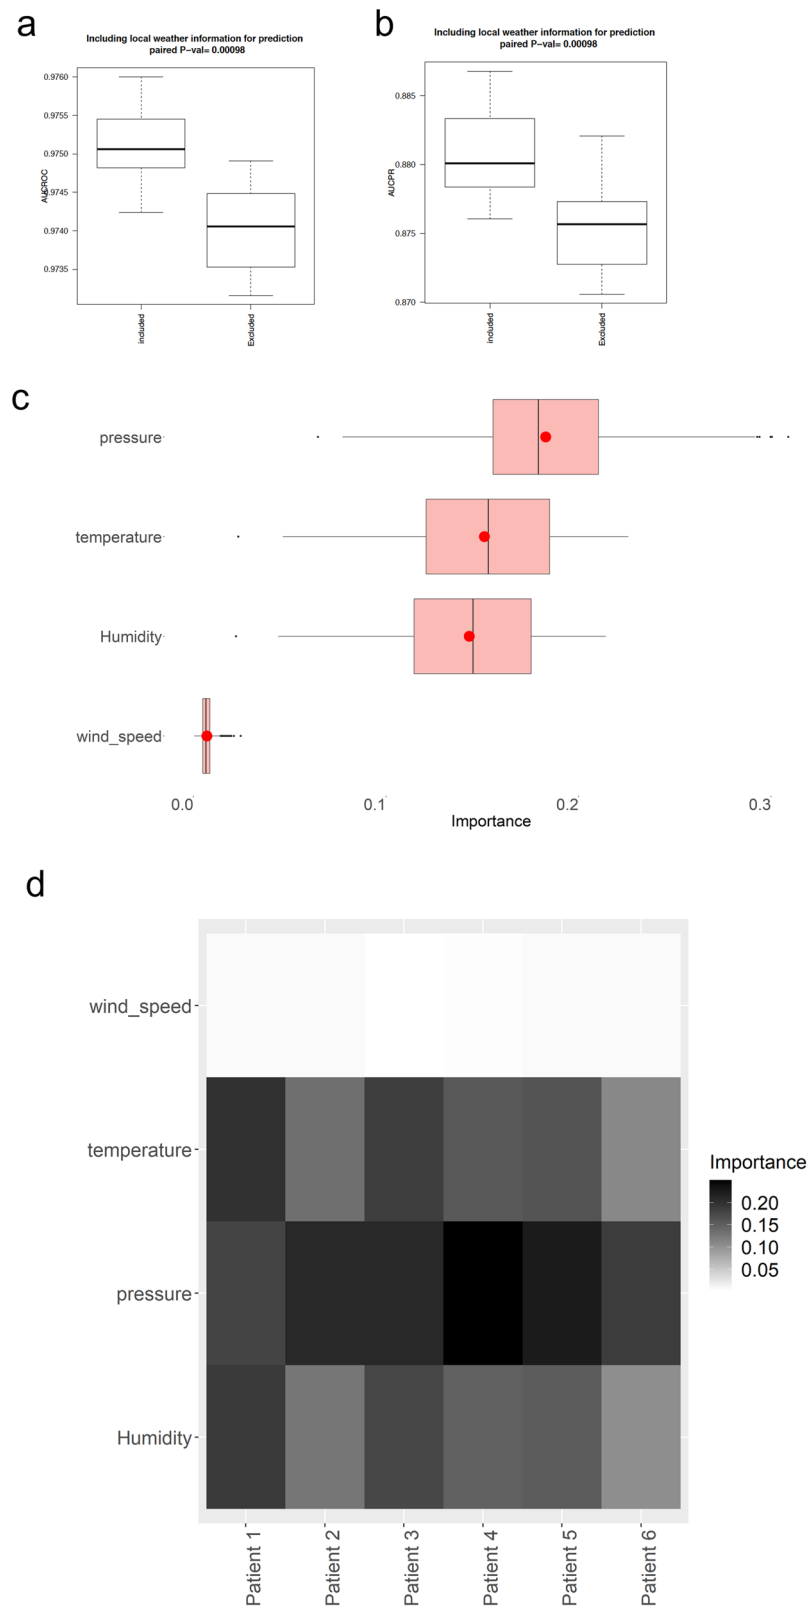 a
Including local weather information for prediction
paired P-val= 0.00098
AUCROC
0.9760
0.9755
0.9750
0.9745
0.9740
0.9735
included
Excluded
b
Including local weather information for prediction
paired P-val= 0.00098
AUCPR
0.885
0.880
0.875
0.870
included
Excluded
c
pressure
temperature
Humidity
wind_speed
0.0 0.1 0.2 0.3
Importance
d
wind_speed
temperature
pressure
Humidity
Patient 1
Patient 2
Patient 3
Patient 4
Patient 5
Patient 6
Importance
0.20
0.15
0.10
0.05